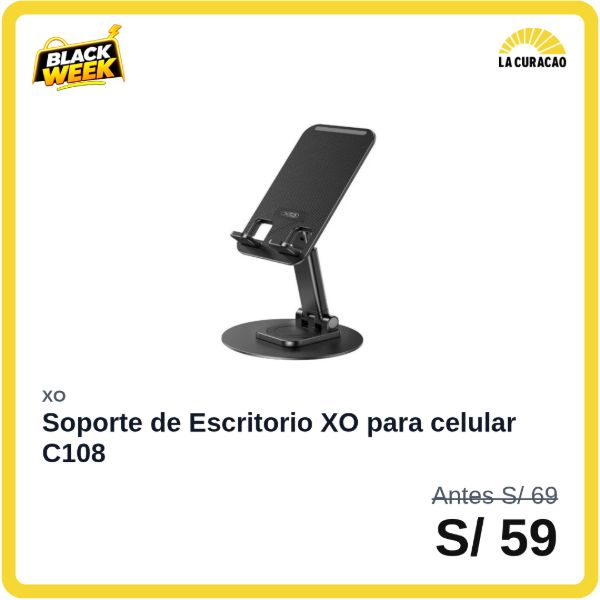 BLACK
WEEK
LA CURACAO
XO
Soporte de Escritorio XO para celular
C108
Antes S/ 69
S/ 59